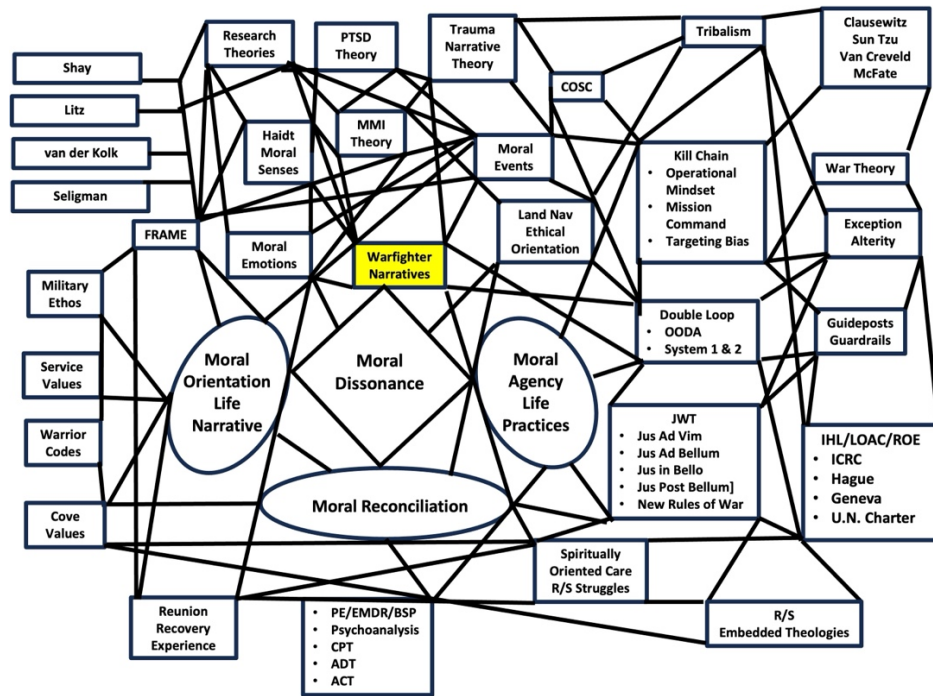 Research
Theories
PTSD
Theory
Trauma
Narrative
Theory
Tribalism
Clausewitz
Sun Tzu
Van Creveld
McFate
Shay
Litz
van der Kolk
Seligman
COSC
Haidt
Moral
Senses
MMI
Theory
Moral
Events
Kill Chain
• Operational
Mindset
• Mission
Command
• Targeting Bias
War Theory
FRAME
Moral
Emotions
Warfighter
Narratives
Land Nav
Ethical
Orientation
Exception
Alterity
Military
Ethos
Double Loop
• OODA
• System 1 & 2
Guideposts
Guardrails
Service
Values
Moral
Orientation
Life
Narrative
Moral
Dissonance
Moral
Agency
Life
Practices
Warrior
Codes
JWT
• Jus Ad Vim
• Jus Ad Bellum
• Jus in Bello
• Jus Post Bellum]
• New Rules of War
IHL/LOAC/ROE
• ICRC
• Hague
• Geneva
• U.N. Charter
Cove
Values
Moral Reconciliation
Spiritually
Oriented Care
R/S Struggles
Reunion
Recovery
Experience
• PE/EMDR/BSP
• Psychoanalysis
• CPT
• ADT
• ACT
R/S
Embedded Theologies